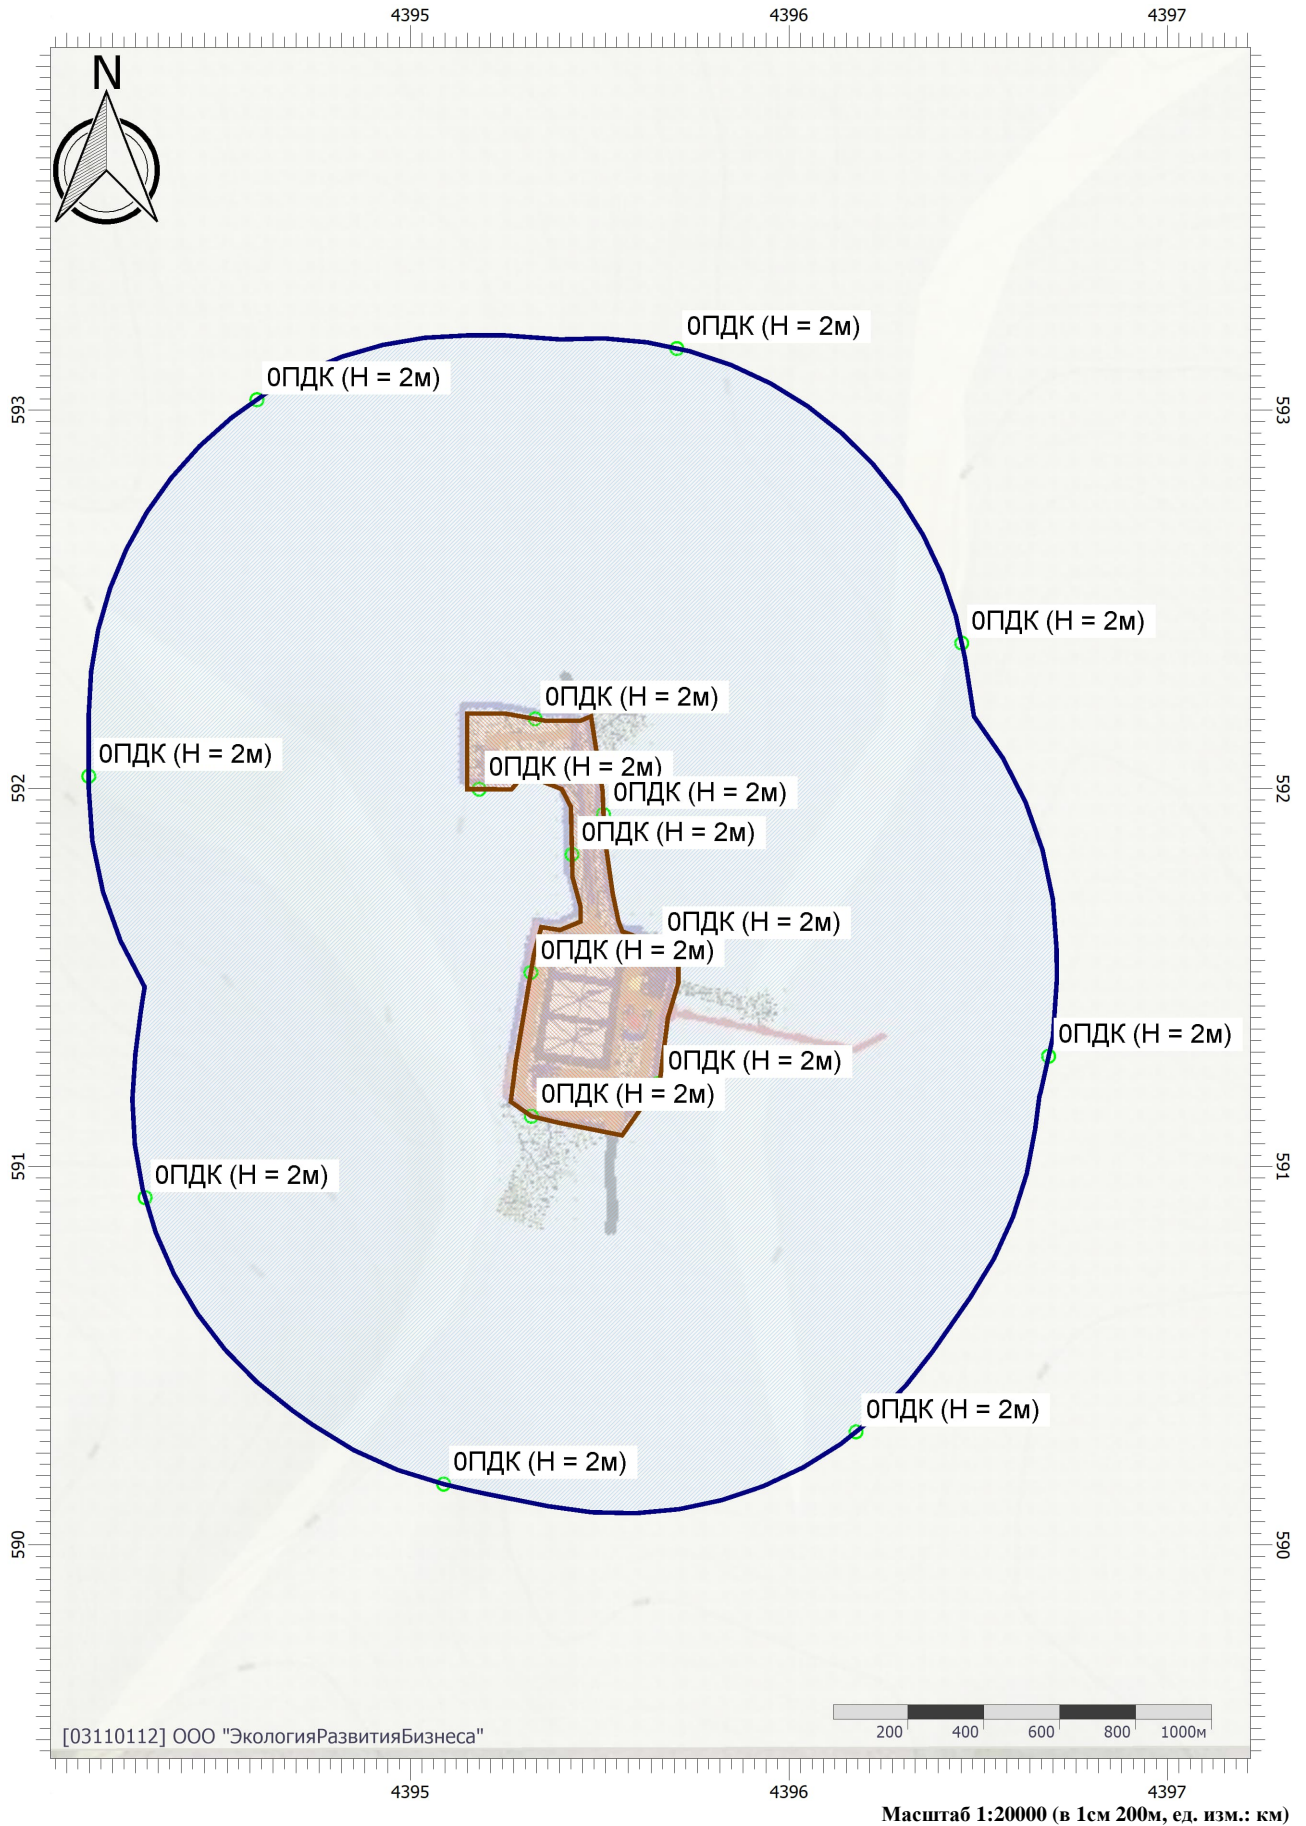 4395 4396 4397
N
0ПДК (H = 2м)
0ПДК (H = 2м)
593 593
0ПДК (H = 2м)
0ПДК (H = 2м)
0ПДК (H = 2м)
0ПДК (H = 2м)
592 592
0ПДК (H = 2м)
0ПДК (H = 2м)
0ПДК (H = 2м)
0ПДК (H = 2м)
0ПДК (H = 2м)
0ПДК (H = 2м)
0ПДК (H = 2м)
591 591
0ПДК (H = 2м)
0ПДК (H = 2м)
0ПДК (H = 2м)
590 590
200 400 600 800 1000м
[03110112] ООО "ЭкологияРазвитияБизнеса"
4395 4396 4397
Масштаб 1:20000 (в 1см 200м, ед. изм.: км)